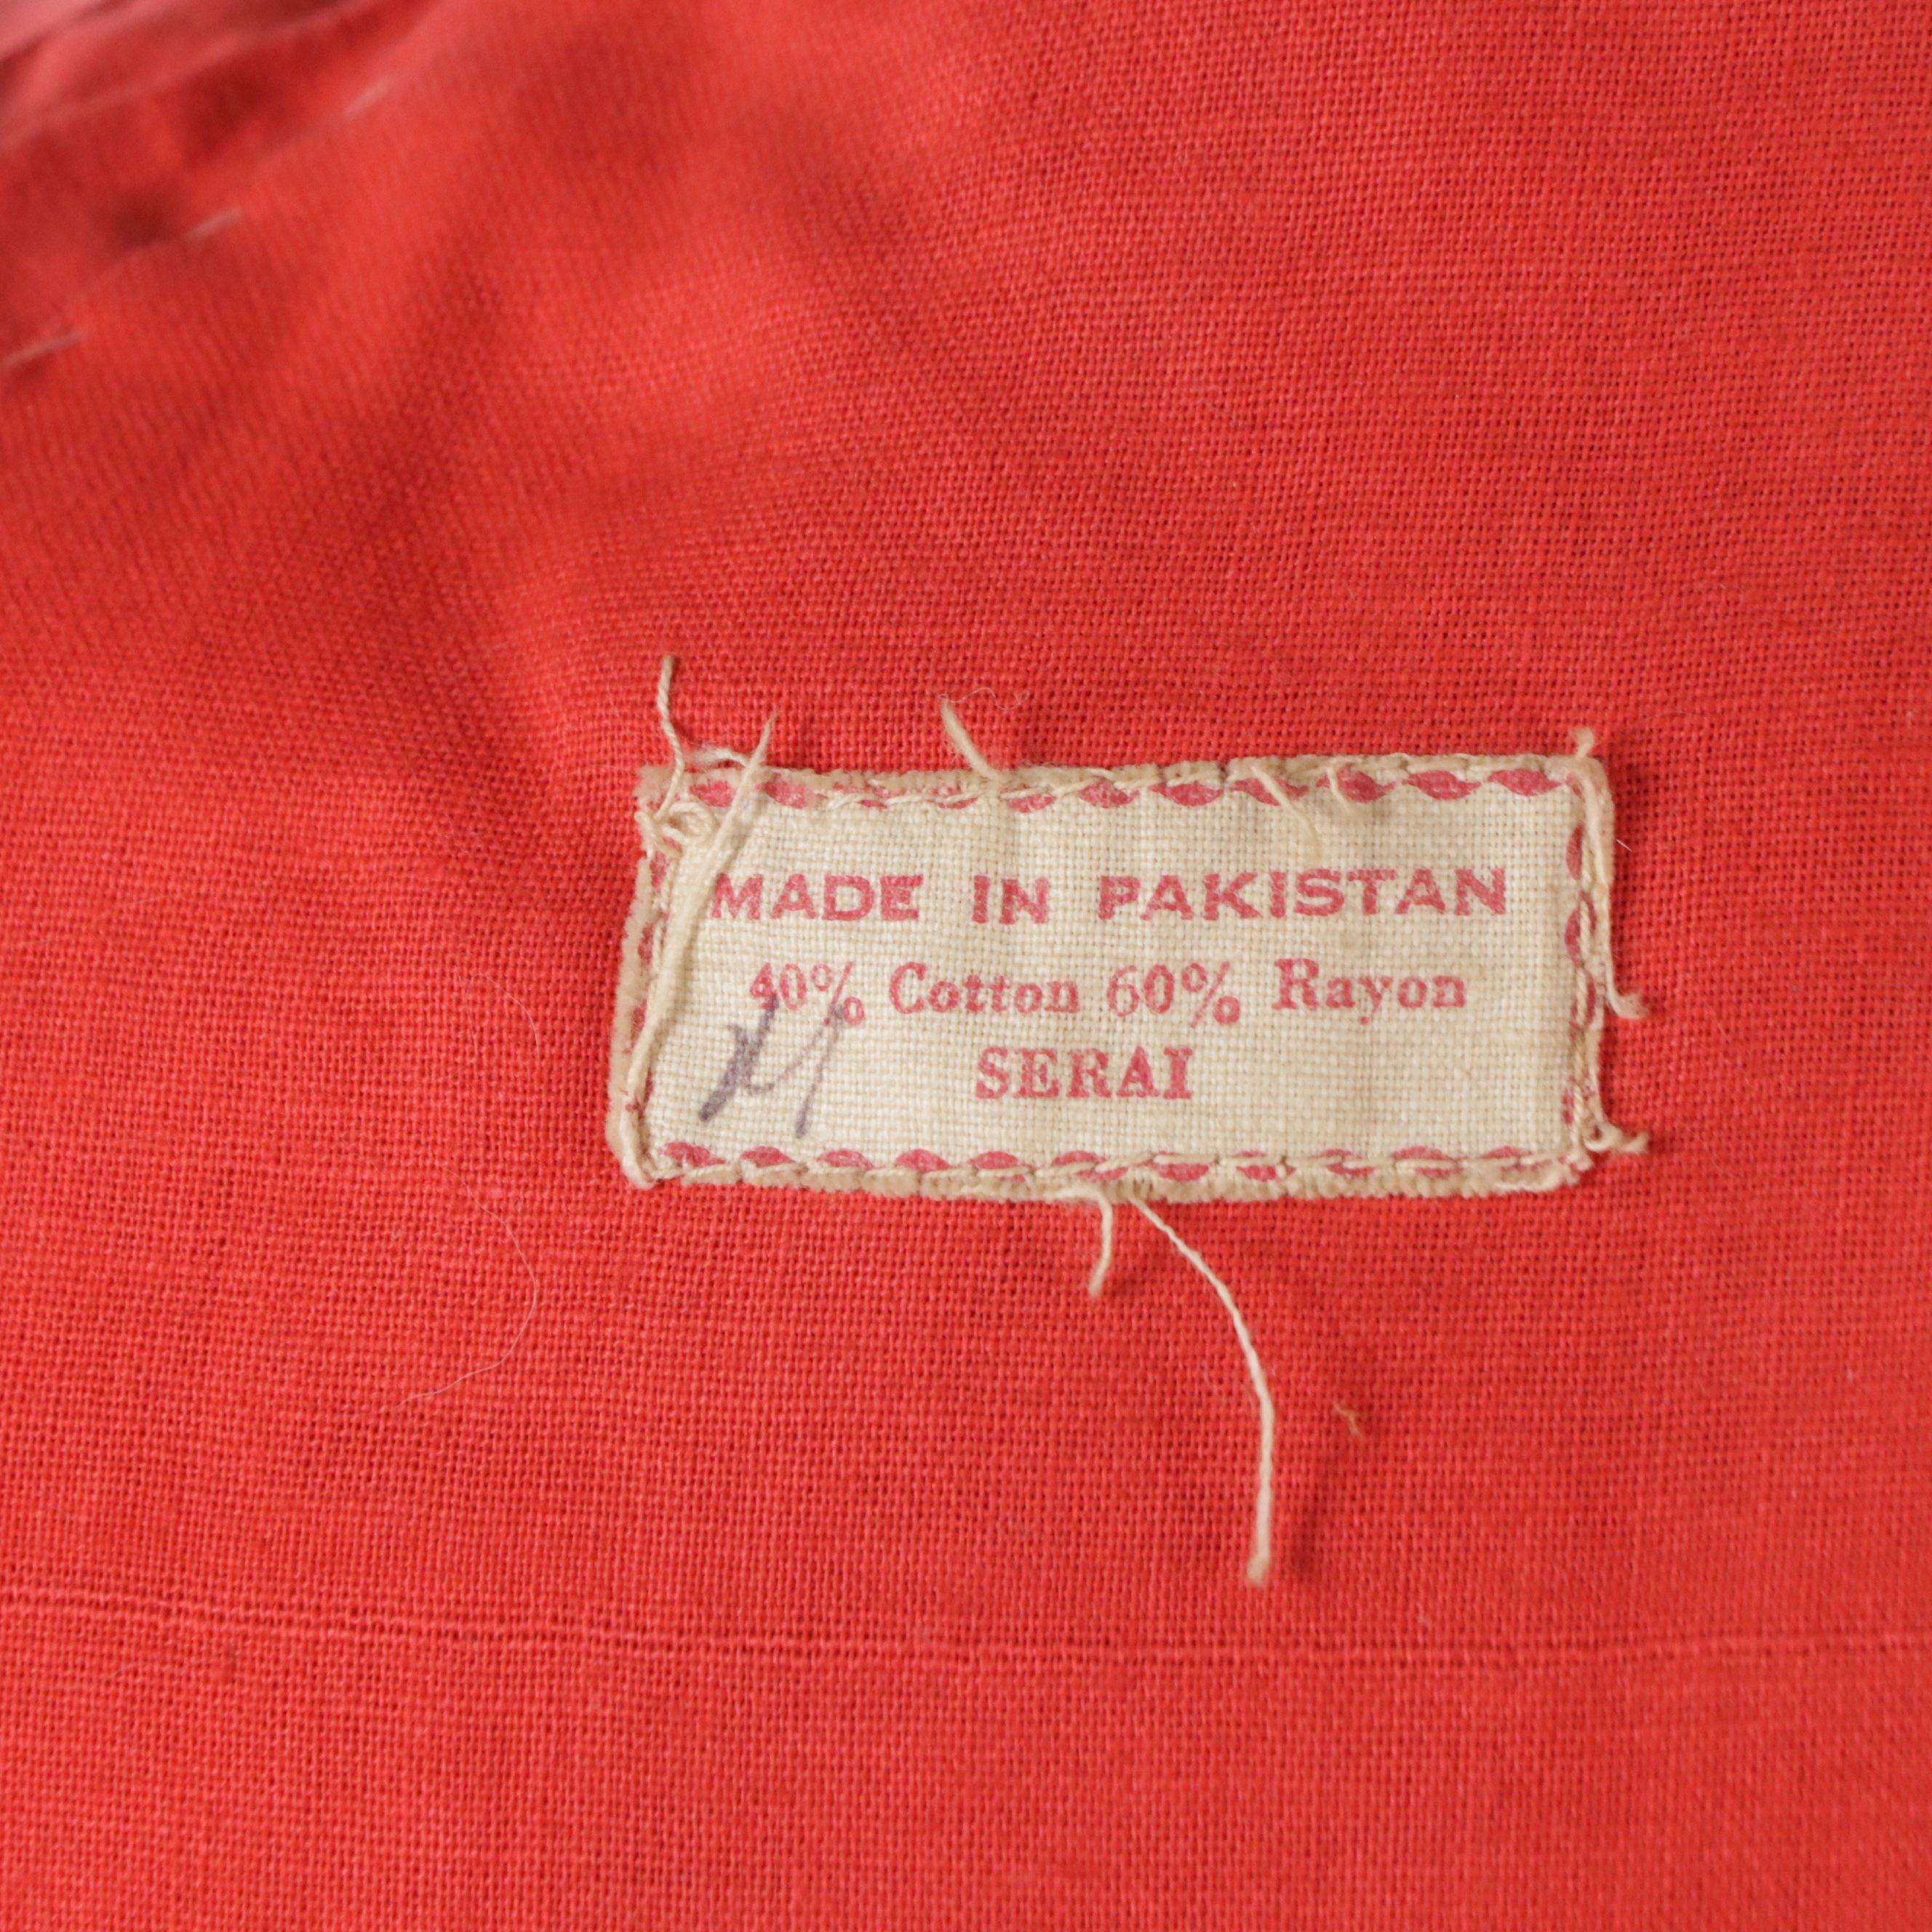 MADE IN PAKISTAN
40% Cotton 60% Rayon
SERAI